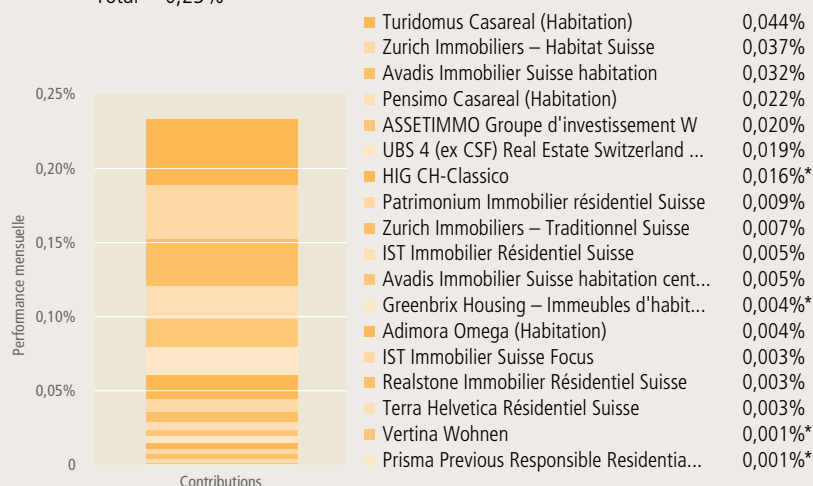 Total 0,23 %
Turidomus Casareal (Habitation) 0,044%
Zurich Immobiliers – Habitat Suisse 0,037%
Avadis Immobilier Suisse habitation 0,032%
Pensimo Casareal (Habitation) 0,022%
ASSETIMMO Groupe d'investissement W 0,020%
UBS 4 (ex CSF) Real Estate Switzerland ... 0,019%
HIG CH-Classico 0,016%*
Patrimonium Immobilier résidentiel Suisse 0,009%
Zurich Immobiliers – Traditionnel Suisse 0,007%
IST Immobilier Résidentiel Suisse 0,005%
Avadis Immobilier Suisse habitation cent... 0,005%
Greenbrix Housing – Immeubles d'habit... 0,004%*
Adimora Omega (Habitation) 0,004%
IST Immobilier Suisse Focus 0,003%
Realstone Immobilier Résidentiel Suisse 0,003%
Terra Helvetica Résidentiel Suisse 0,003%
Vertina Wohnen 0,001%*
Prisma Previous Responsible Residentia... 0,001%*
Performance mensuelle
0,25%
0,20%
0,15%
0,10%
0,05%
0
Contributions